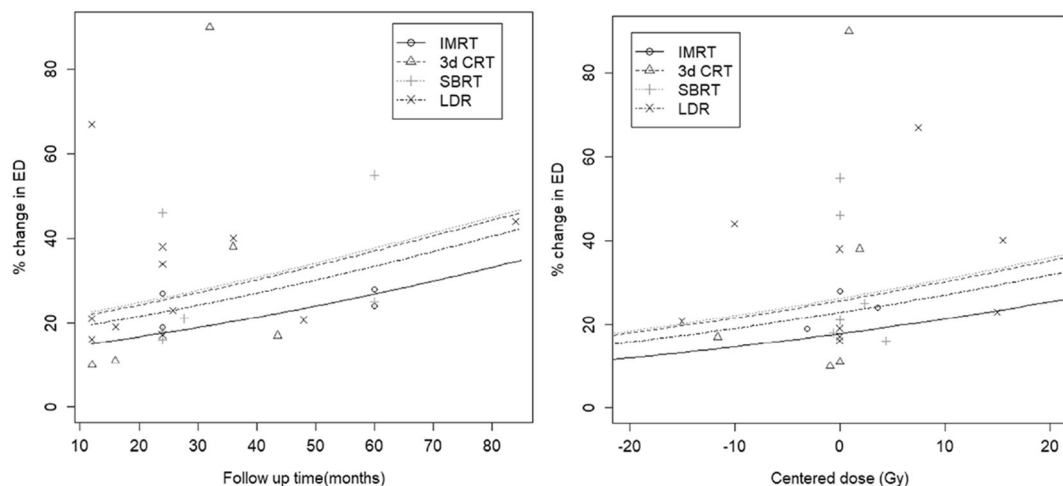 % change in ED
80
60
40
20
0
IMRT
3d CRT
SBRT
LDR
10 20 30 40 50 60 70 80
Follow up time(months)
% change in ED
80
60
40
20
0
IMRT
3d CRT
SBRT
LDR
-20 -10 0 10 20
Centered dose (Gy)